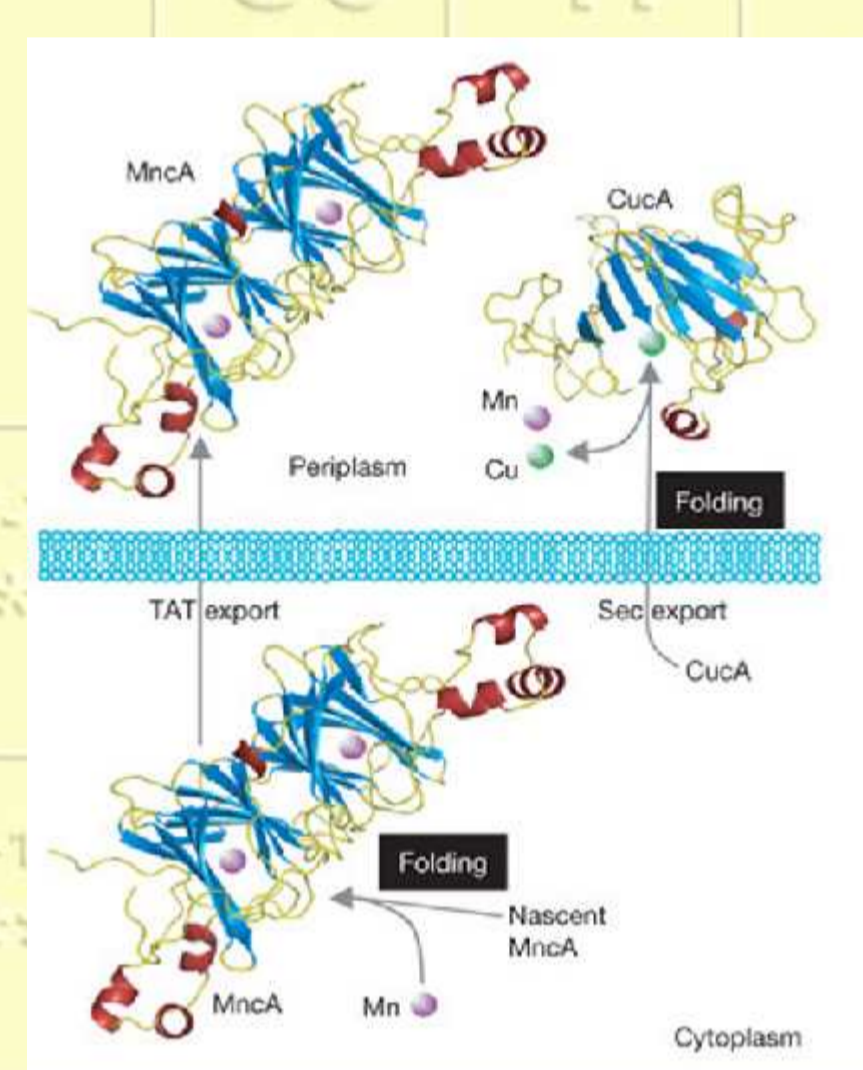 MncA
CucA
Mn
Cu
Periplasm
Folding
TAT export
Sec export
CucA
Folding
Nascent
MncA
MncA
Mn
Cytoplasm